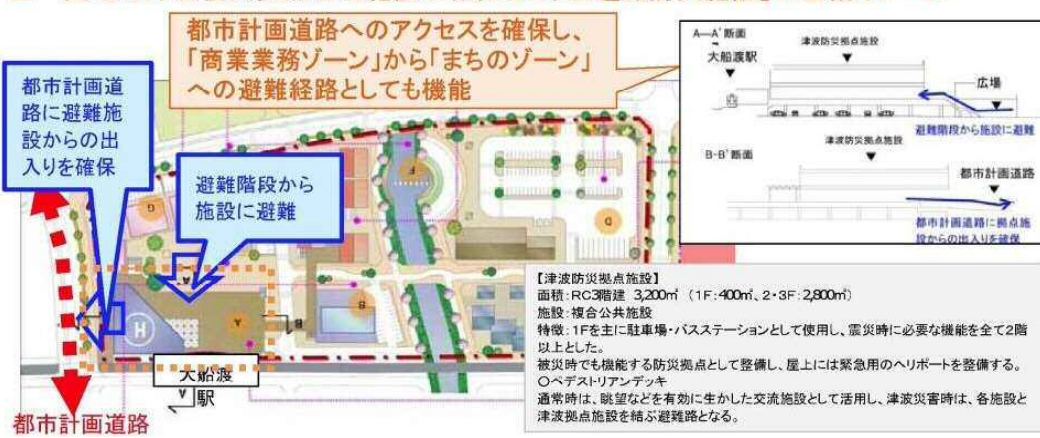 都市計画道路へのアクセスを確保し、
「商業業務ゾーン」から「まちのゾーン」
への避難経路としても機能
都市計画道
路に避難施
設からの出
入りを確保
避難階段から
施設に避難
A―A'断面
津波防災拠点施設
大船渡駅
広場
避難階段から施設に避難
B-B'断面
津波防災拠点施設
都市計画道路
都市計画道路に拠点施
設からの出入りを確保
G
F
D
A'
H
A
B'
B
大船渡
駅
都市計画道路
【津波防災拠点施設】
面積:RC3階建 3,200㎡ (1F:400㎡、2・3F:2,800㎡)
施設:複合公共施設
特徴:1Fを主に駐車場・バスステーションとして使用し、震災時に必要な機能を全て2階
以上とした。
被災時でも機能する防災拠点として整備し、屋上には緊急用のヘリポートを整備する。
○ペデストリアンデッキ
通常時は、眺望などを有効に生かした交流施設として活用し、津波災害時は、各施設と
津波拠点施設を結ぶ避難路となる。